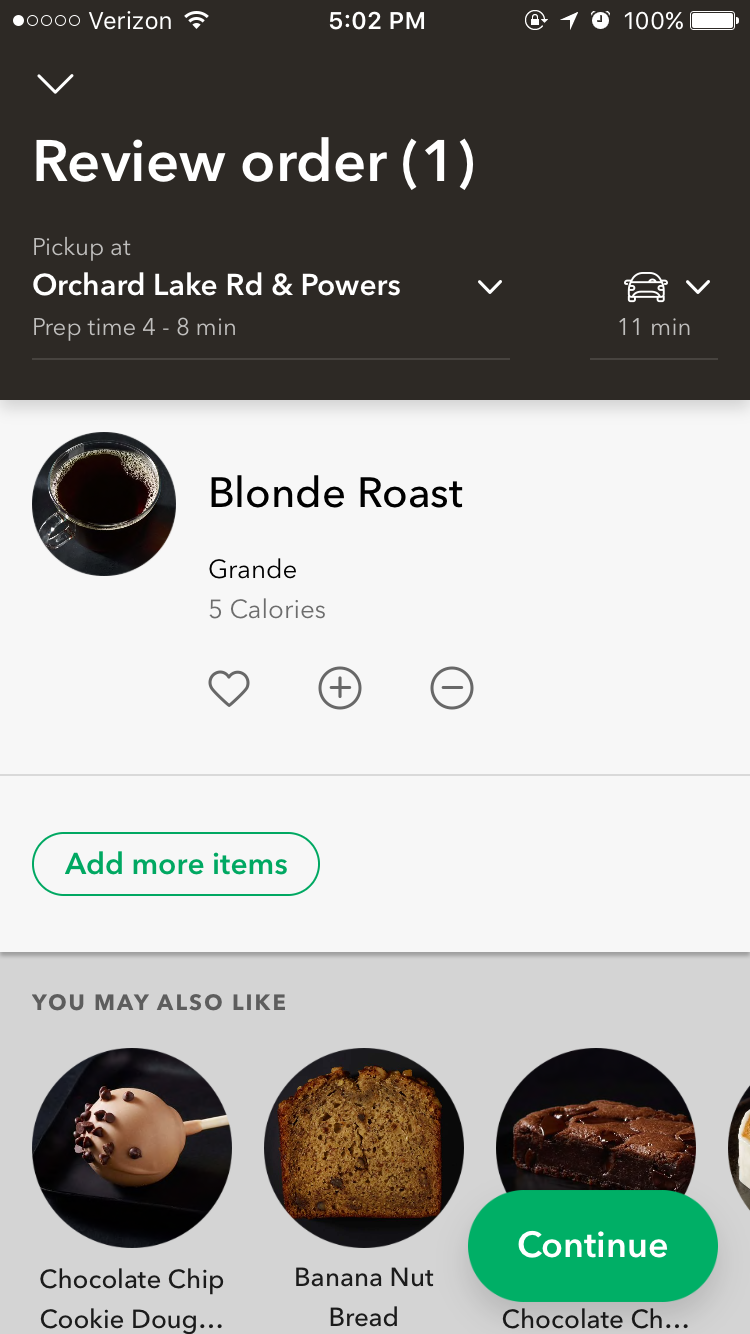 Verizon 5:02 PM 100%
Review order (1)
Pickup at
Orchard Lake Rd & Powers
Prep time 4 - 8 min
11 min
Blonde Roast
Grande
5 Calories
Add more items
YOU MAY ALSO LIKE
Chocolate Chip
Cookie Doug...
Banana Nut
Bread
Continue
Chocolate Ch...